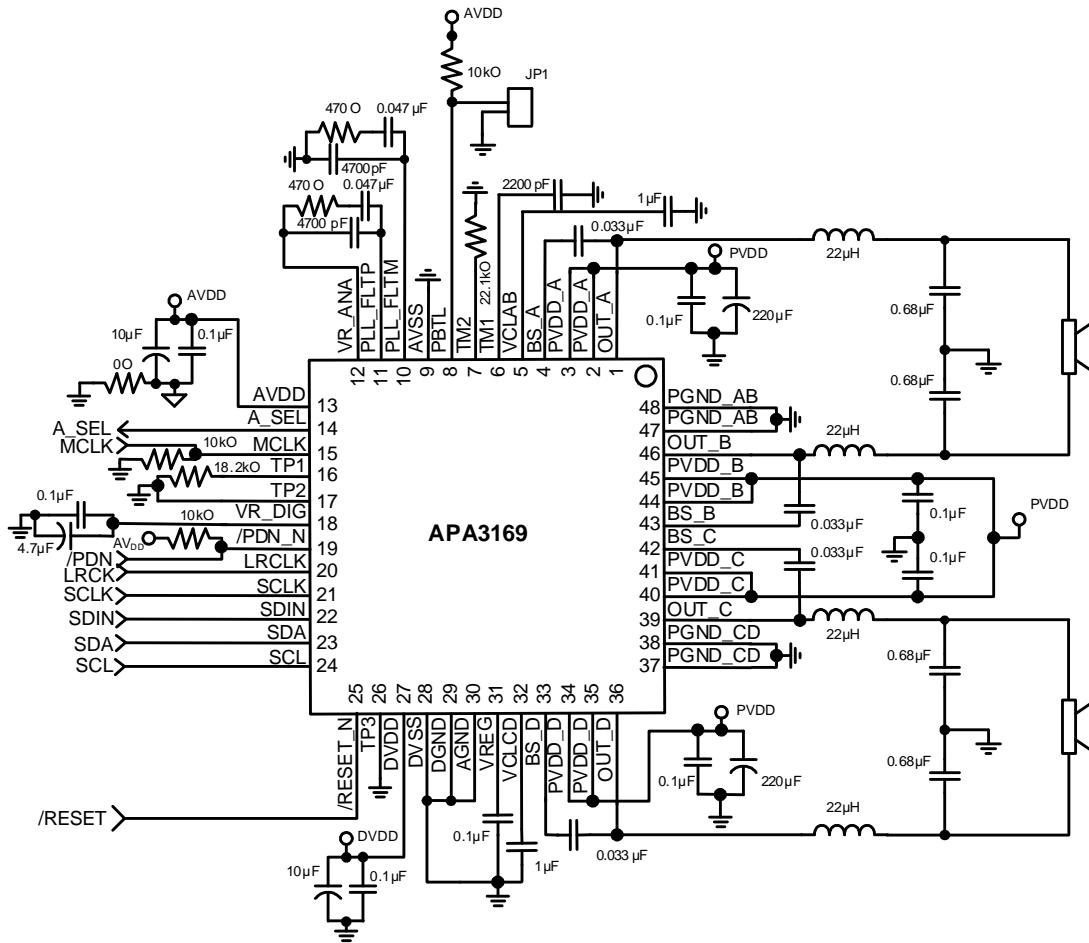 AVDD
10kO
JP1
470 O
0.047 µF
4700pF
470 O
0.047µF
4700 pF
2200 pF
1µF
0.033µF
22.1kO
PVDD
0.1µF
220µF
22µH
0.68µF
0.68µF
22µH
VR_ANA
PLL_FLTP
PLL_FLTM
AVSS
PBTL
TM2
TM1
VCLAB
BS_A
PVDD_A
PVDD_A
OUT_A
12
11
10
9
8
7
6
5
4
3
2
1
AVDD
10µF
0.1µF
0O
AVDD
13
A_SEL
A_SEL
14
MCLK
10kO
MCLK
15
18.2kO
TP1
16
TP2
17
0.1µF
4.7µF
VR_DIG
18
10kO
AVDD
/PDN
/PDN_N
19
LRCK
LRCLK
20
SCLK
SCLK
21
SDIN
SDIN
22
SDA
SDA
23
SCL
SCL
24
APA3169
48
PGND_AB
47
PGND_AB
46
OUT_B
45
PVDD_B
44
PVDD_B
43
BS_B
42
BS_C
41
PVDD_C
40
PVDD_C
39
OUT_C
38
PGND_CD
37
PGND_CD
0.033µF
0.033µF
0.1µF
0.1µF
PVDD
22µH
0.68µF
0.68µF
22µH
25
26
27
28
29
30
31
32
33
34
35
36
/RESET_N
TP3
DVDD
DVSS
DGND
AGND
VREG
VCLCD
BS_D
PVDD_D
PVDD_D
OUT_D
/RESET
DVDD
10µF
0.1µF
0.1µF
1µF
0.033 µF
PVDD
0.1µF
220µF